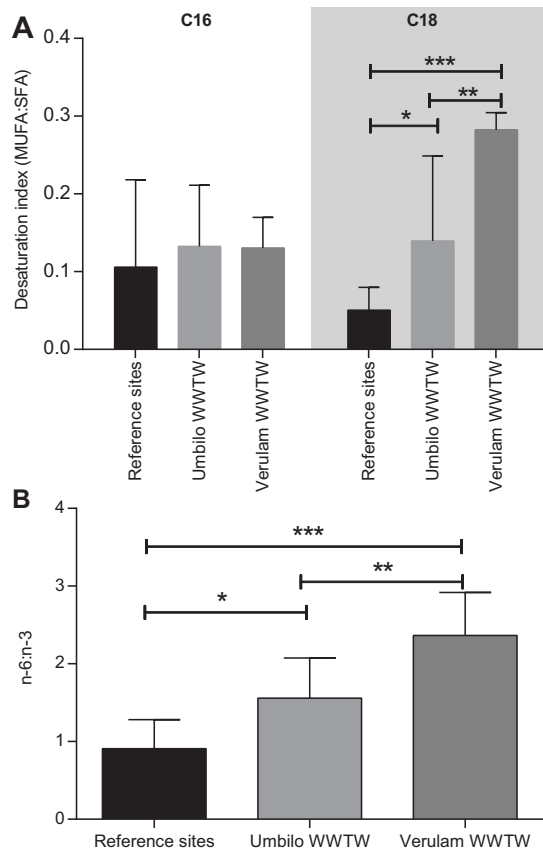 A
C16
C18
Desaturation index (MUFA:SFA)
0.4
0.3
0.2
0.1
0.0
***
**
*
Reference sites
Umbilo WWTW
Verulam WWTW
Reference sites
Umbilo WWTW
Verulam WWTW
B
n-6:n-3
4
3
2
1
0
***
**
*
Reference sites
Umbilo WWTW
Verulam WWTW